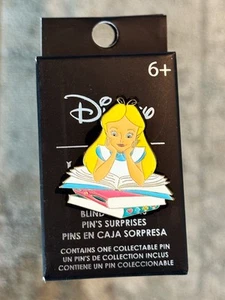 6+
Disney
BLIND
PIN'S SURPRISES
PINS EN CAJA SORPRESA
CONTAINS ONE COLLECTABLE PIN
UN PIN'S DE COLLECTION INCLUS
CONTIENE UN PIN COLECCIONABLE